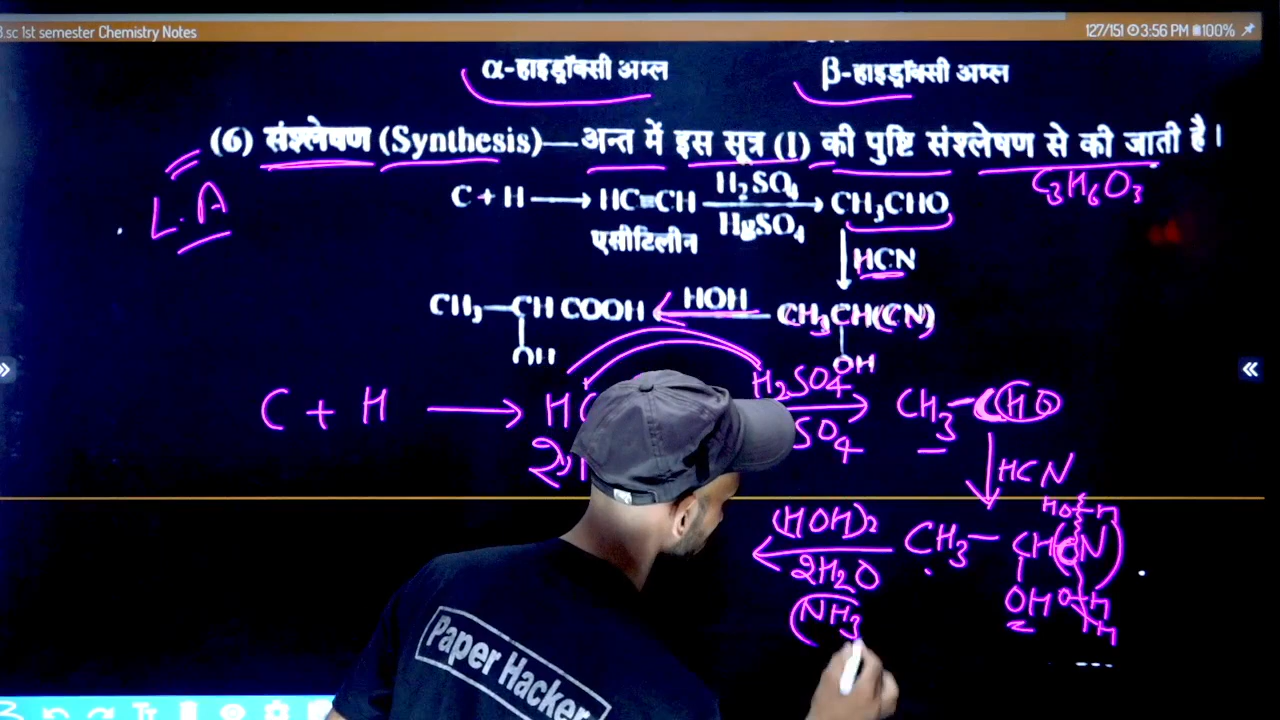 B.sc 1st semester Chemistry Notes
127/151 3:56 PM 100%
α-हाइड्रॉक्सी अम्ल β-हाइड्रॉक्सी अम्ल
(6) संश्लेषण (Synthesis)—अन्त में इस सूत्र (I) की पुष्टि संश्लेषण से की जाती है।
C₃H₆O₃
L.A
C + H ⟶ HC≡CH H₂SO₄ HgSO₄ ⟶ CH₃CHO
एसीटिलीन
HCN
CH₃—CH COOH ⟵ HOH CH₃CH(CN)
OH OH
C + H ⟶ H H₂SO₄ SO₄ ⟶ CH₃-CHO
HCN
(HOH)₂ ⟵ CH₃- CH(CN)
2H₂O OH
(NH₃
Paper Hacker